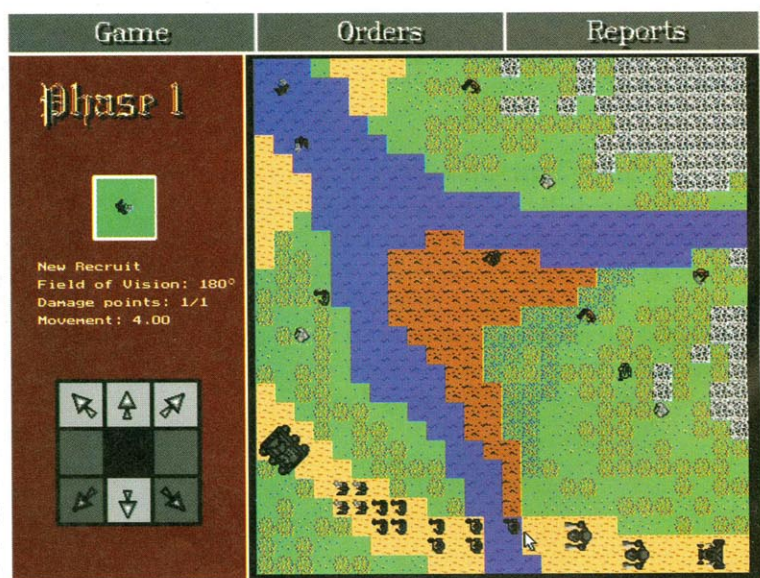 Game
Orders
Reports
Phase 1
New Recruit
Field of Vision: 180°
Damage points: 1/1
Movement: 4.00